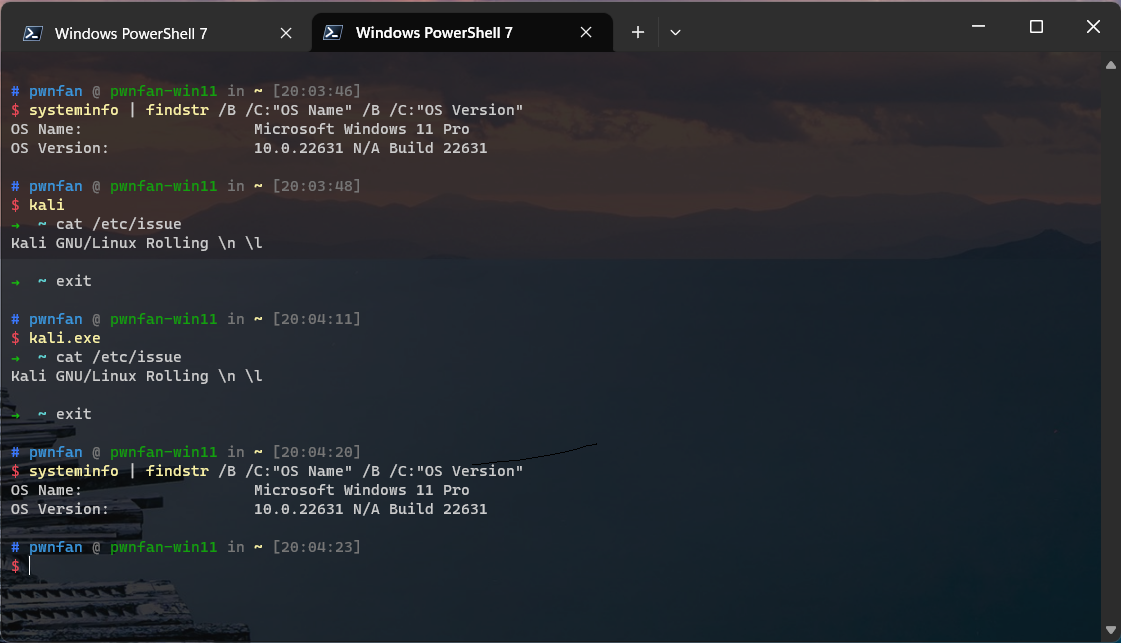 Windows PowerShell 7
Windows PowerShell 7
# pwnfan @ pwnfan-win11 in ~ [20:03:46]
$ systeminfo | findstr /B /C:"OS Name" /B /C:"OS Version"
OS Name: Microsoft Windows 11 Pro
OS Version: 10.0.22631 N/A Build 22631
# pwnfan @ pwnfan-win11 in ~ [20:03:48]
$ kali
→ ~ cat /etc/issue
Kali GNU/Linux Rolling \n \l
→ ~ exit
# pwnfan @ pwnfan-win11 in ~ [20:04:11]
$ kali.exe
→ ~ cat /etc/issue
Kali GNU/Linux Rolling \n \l
→ ~ exit
# pwnfan @ pwnfan-win11 in ~ [20:04:20]
$ systeminfo | findstr /B /C:"OS Name" /B /C:"OS Version"
OS Name: Microsoft Windows 11 Pro
OS Version: 10.0.22631 N/A Build 22631
# pwnfan @ pwnfan-win11 in ~ [20:04:23]
$